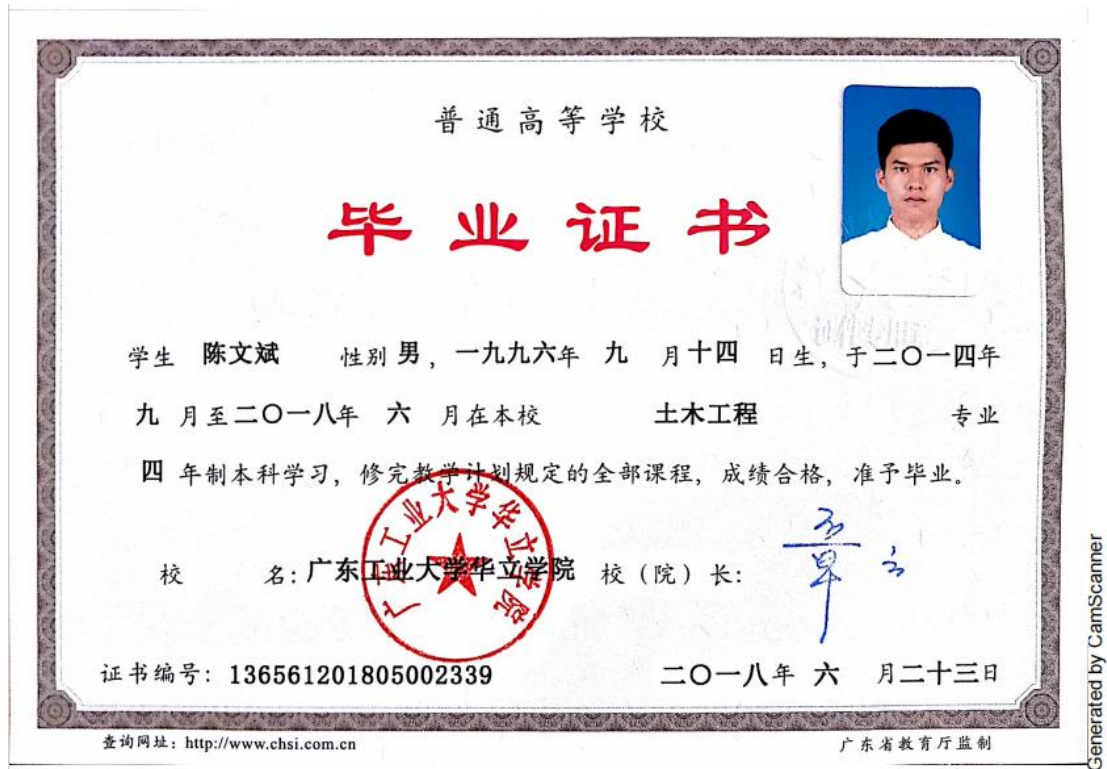 普通高等学校
毕业证书
学生 陈文斌 性别 男，一九九六年 九 月十四 日生，于二〇一四年
九 月至二〇一八年 六 月在本校 土木工程 专业
四 年制本科学习，修完教学计划规定的全部课程，成绩合格，准予毕业。
广东工业大学华立学院
校 名：广东工业大学华立学院 校（院）长：
证书编号：136561201805002339 二〇一八年 六 月二十三日
查询网址：http://www.chsi.com.cn 广东省教育厅监制
Generated by CamScanner